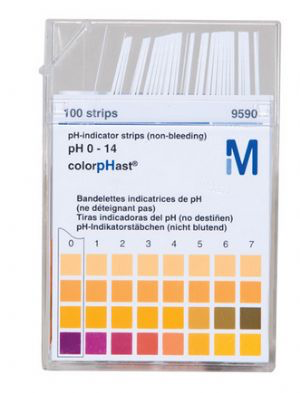 100 strips 9590
pH-indicator strips (non-bleeding)
pH 0 - 14
colorpHast®
M
Bandelettes indicatrices de pH
(ne déteignant pas)
Tiras indicadoras del pH (no destiñen)
pH-Indikatorstäbchen (nicht blutend)
0 1 2 3 4 5 6 7